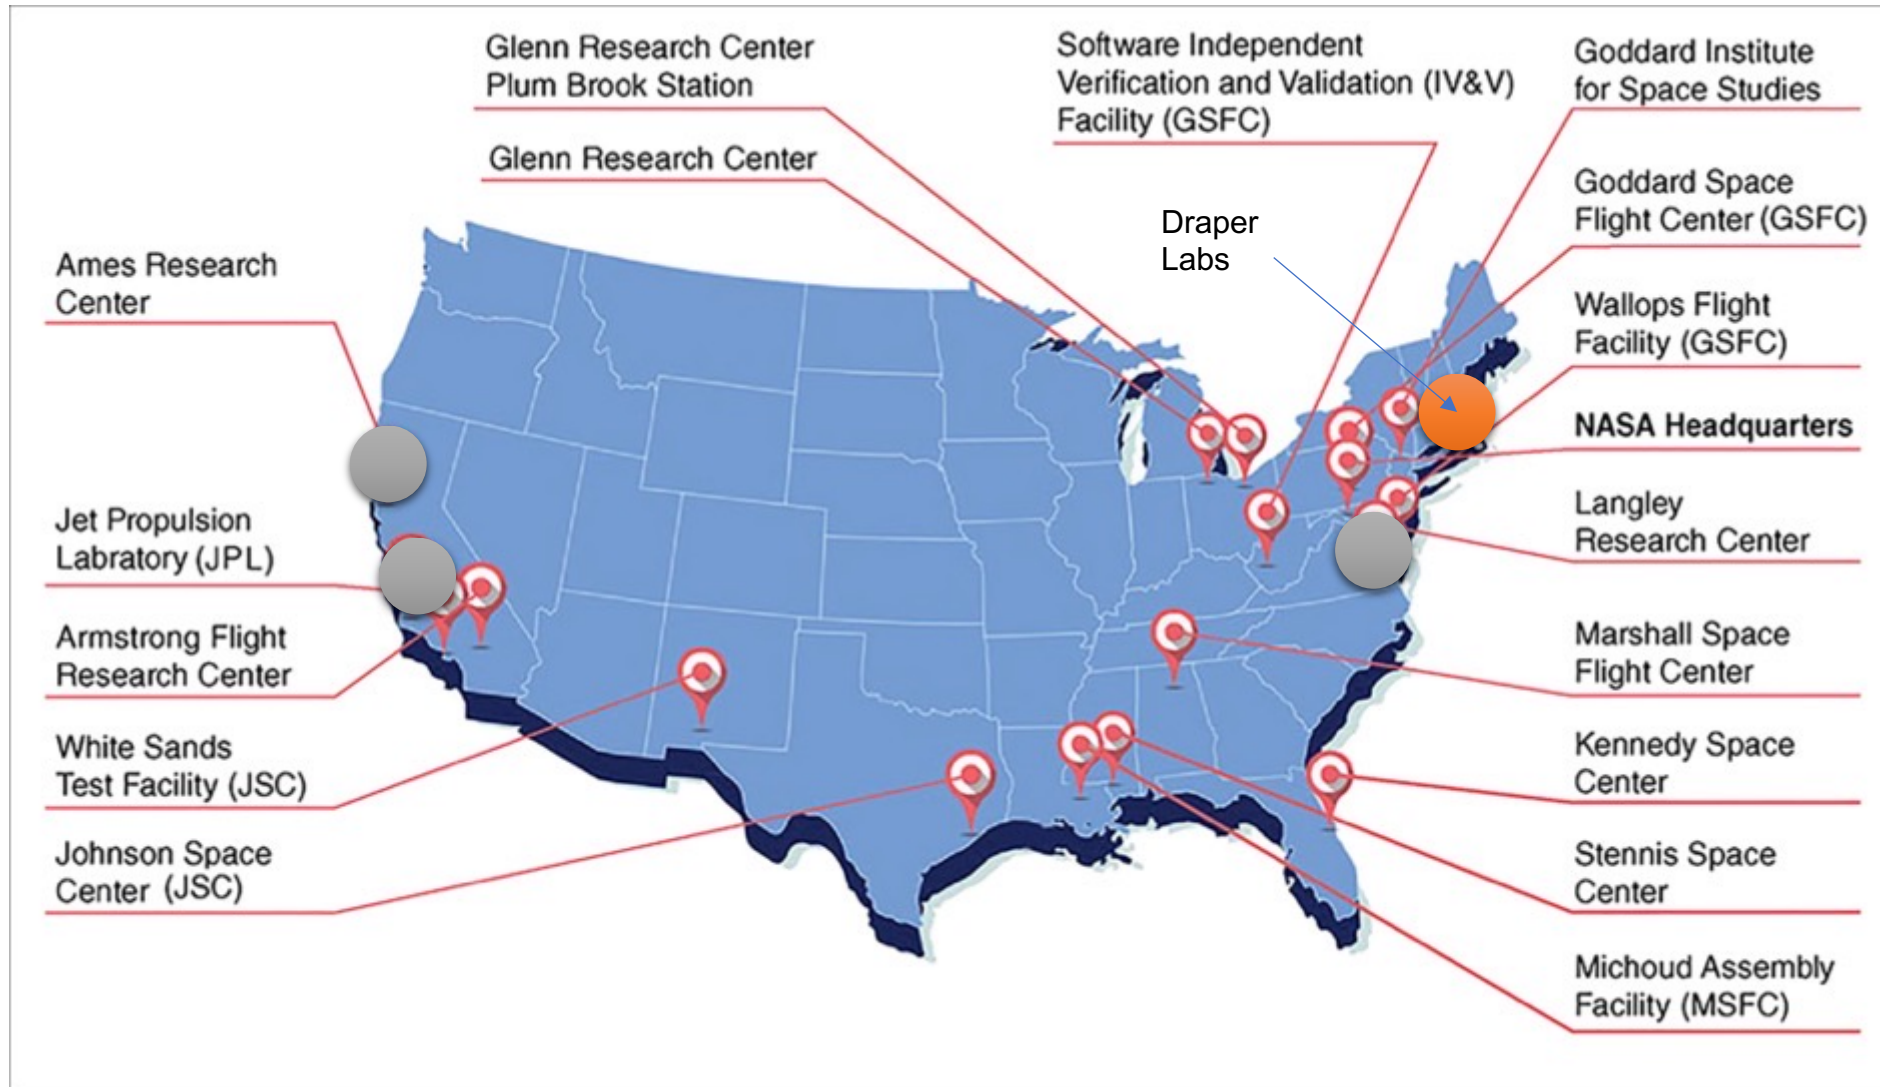 Glenn Research Center
Plum Brook Station
Glenn Research Center
Software Independent
Verification and Validation (IV&V)
Facility (GSFC)
Goddard Institute
for Space Studies
Goddard Space
Flight Center (GSFC)
Draper
Labs
Ames Research
Center
Wallops Flight
Facility (GSFC)
NASA Headquarters
Langley
Research Center
Jet Propulsion
Labratory (JPL)
Armstrong Flight
Research Center
Marshall Space
Flight Center
White Sands
Test Facility (JSC)
Kennedy Space
Center
Johnson Space
Center (JSC)
Stennis Space
Center
Michoud Assembly
Facility (MSFC)